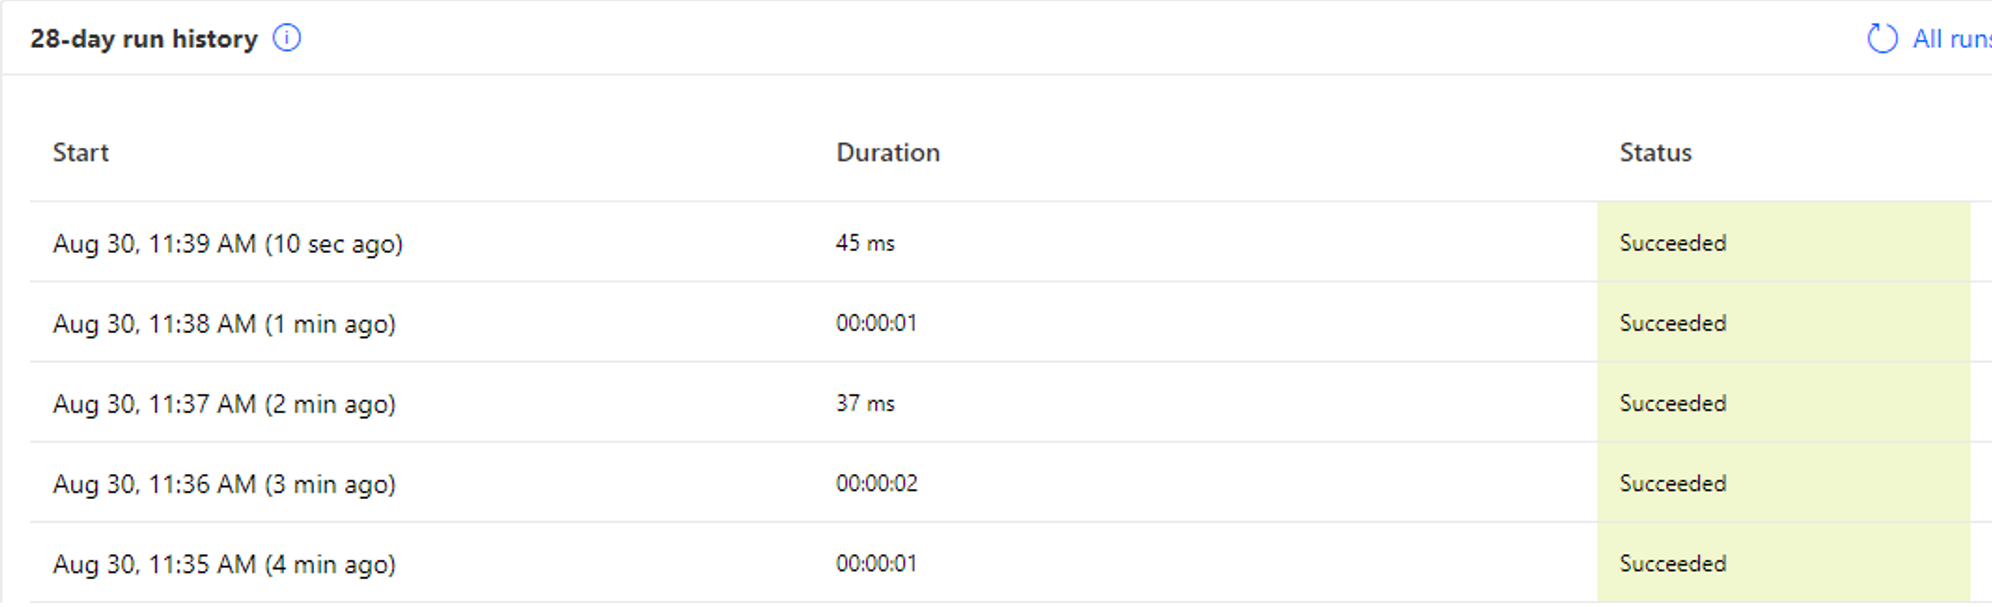 28-day run history
All runs
Start Duration Status
Aug 30, 11:39 AM (10 sec ago) 45 ms Succeeded
Aug 30, 11:38 AM (1 min ago) 00:00:01 Succeeded
Aug 30, 11:37 AM (2 min ago) 37 ms Succeeded
Aug 30, 11:36 AM (3 min ago) 00:00:02 Succeeded
Aug 30, 11:35 AM (4 min ago) 00:00:01 Succeeded